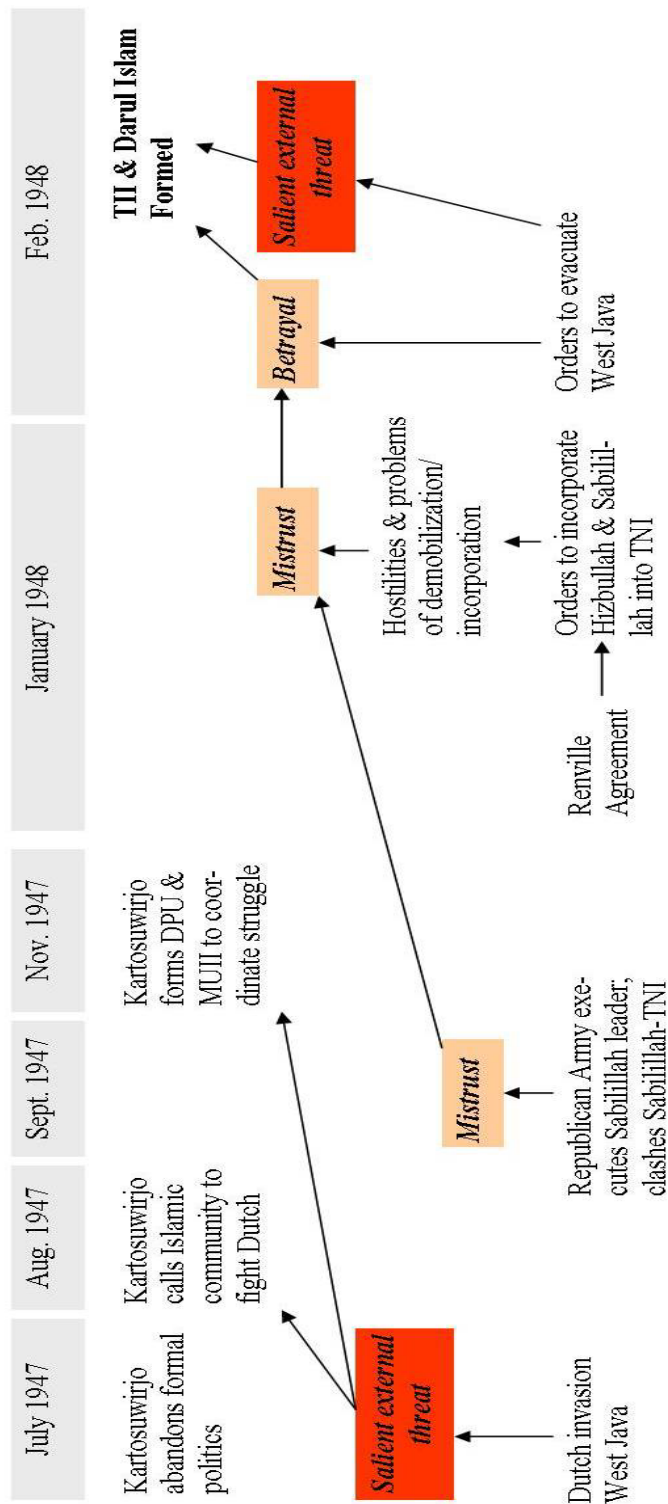 July 1947
Aug. 1947
Sept. 1947
Nov. 1947
January 1948
Feb. 1948
Kartosuwirjo
abandons formal
politics
Kartosuwirjo
calls Islamic
community to
fight Dutch
Kartosuwirjo
forms DPU &
MUII to coor-
dinate struggle
TII & Darul Islam
Formed
Salient external
threat
Mistrust
Mistrust
Betrayal
Salient external
threat
Hostilities & problems
of demobilization/
incorporation
Dutch invasion
West Java
Republican Army exe-
cutes Sabilillah leader;
clashes Sabilillah-TNI
Renville
Agreement
Orders to incorporate
Hizbullah & Sabilil-
lah into TNI
Orders to evacuate
West Java